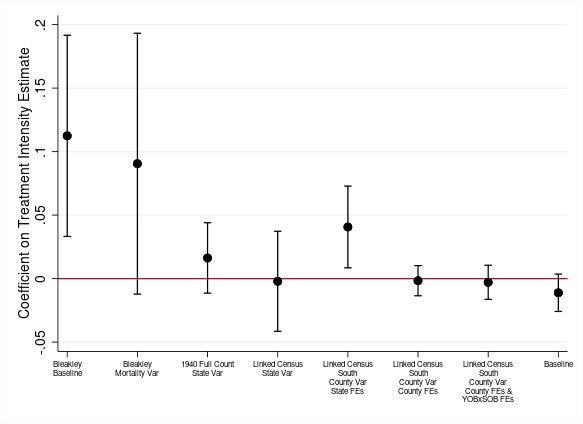 Coefficient on Treatment Intensity Estimate
.2
.15
.1
.05
0
-.05
Bleakley
Baseline
Bleakley
Mortality Var
1940 Full Count
State Var
Linked Census
State Var
Linked Census
South
County Var
State FEs
Linked Census
South
County Var
County FEs
Linked Census
South
County Var
County FEs &
YOBxSOB FEs
Baseline